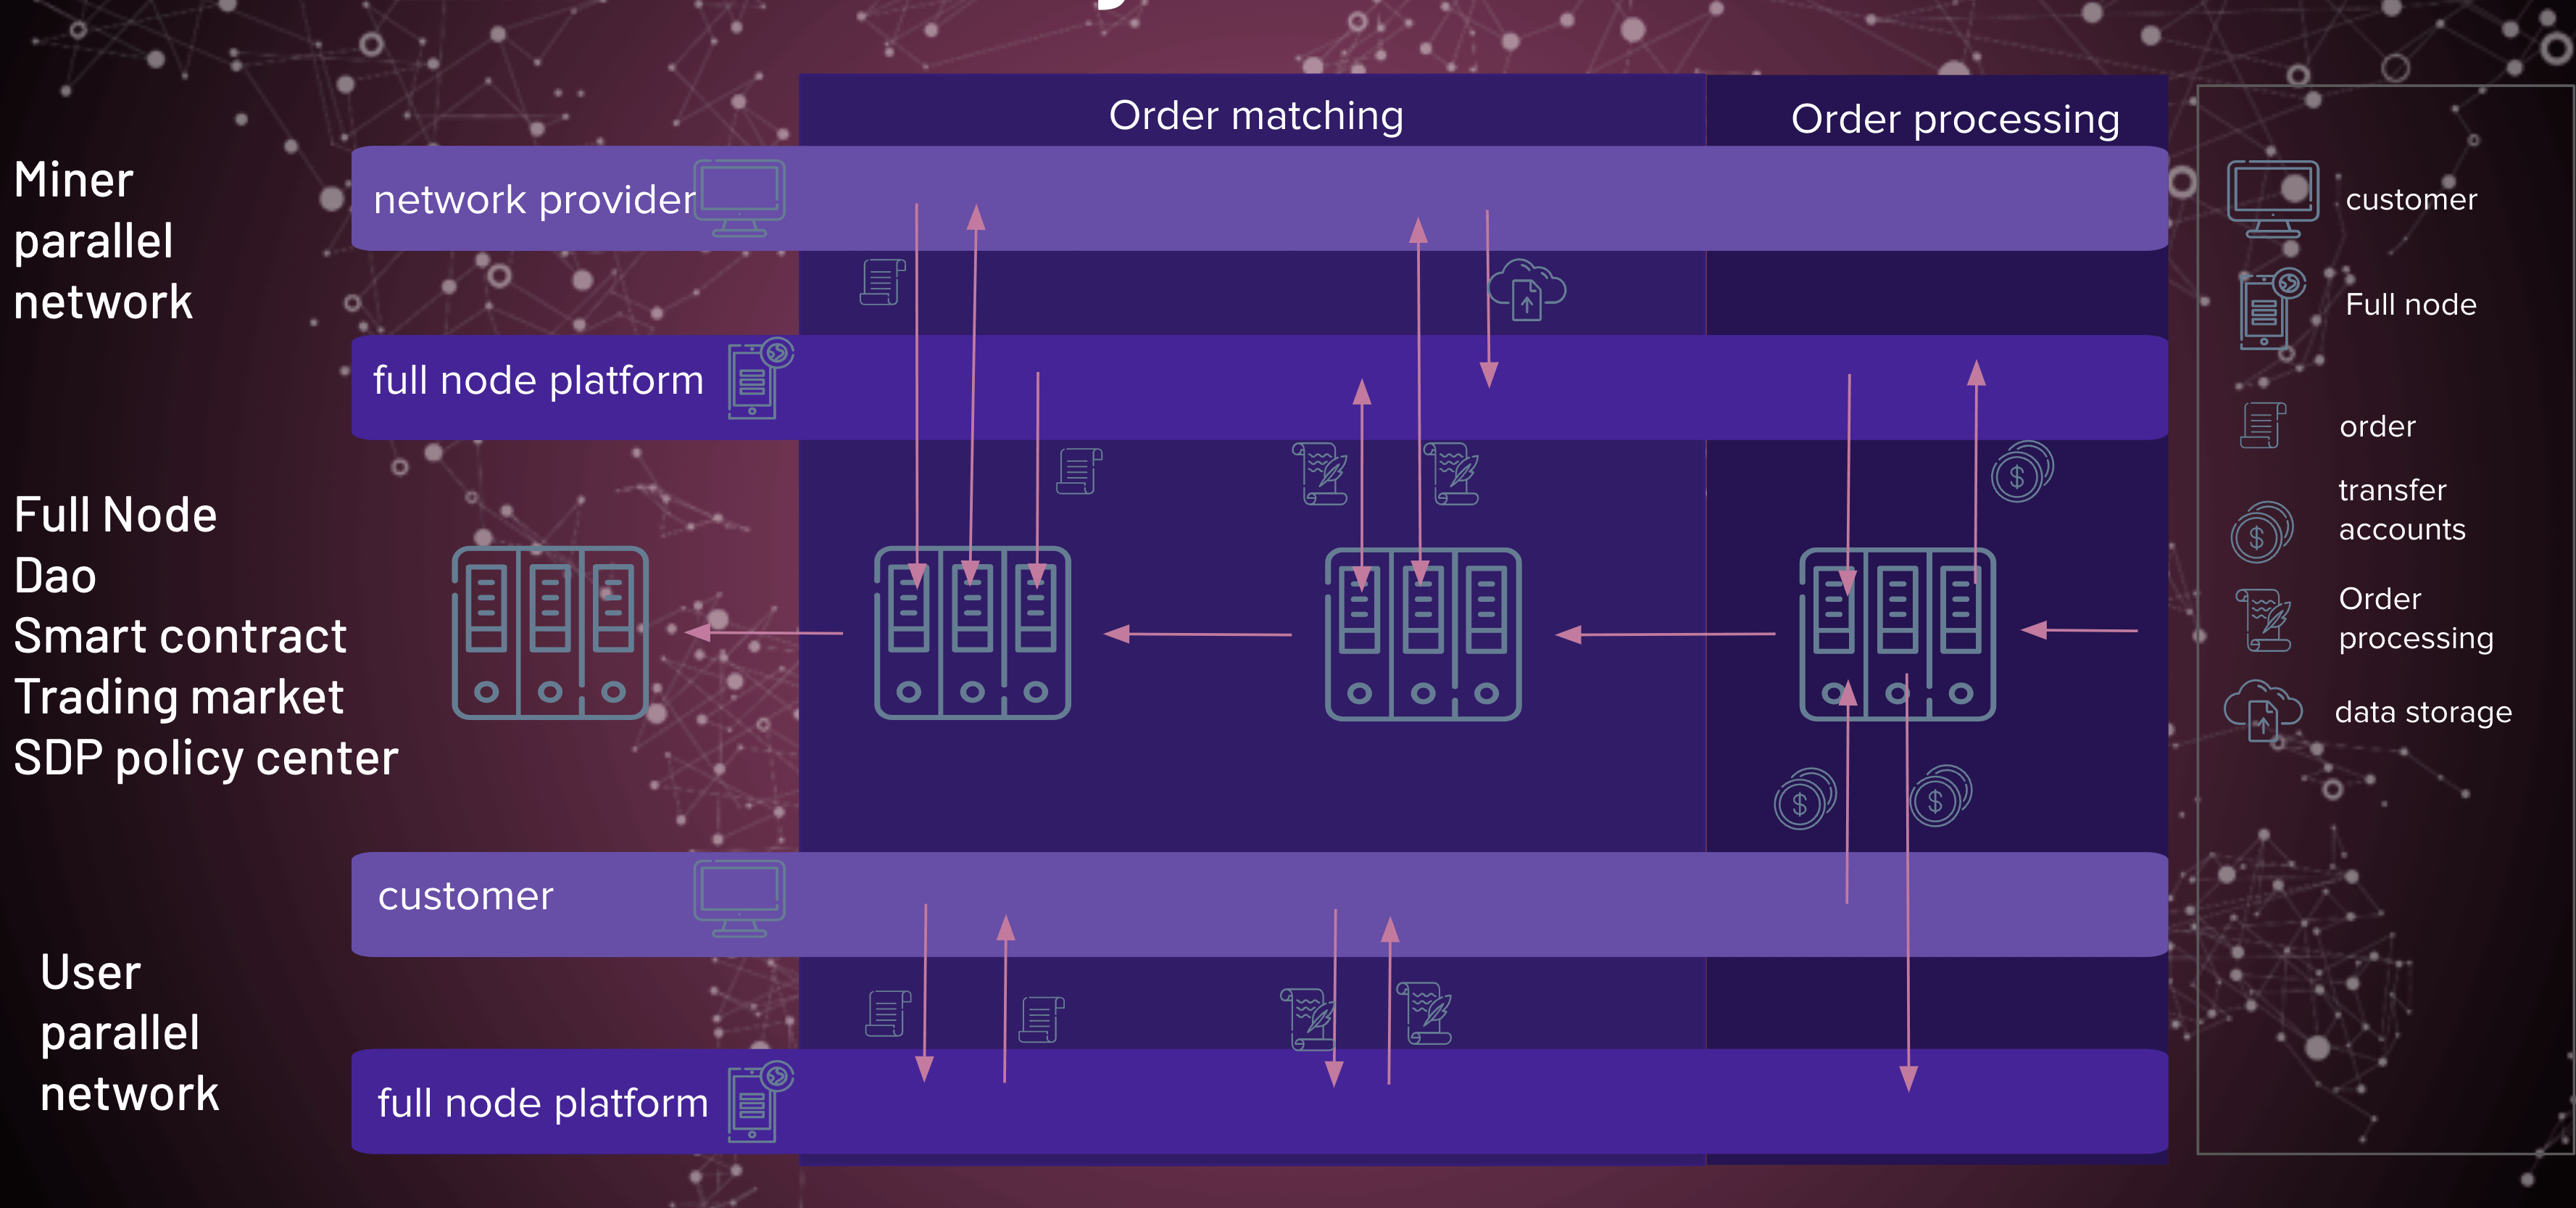 Order matching
Order processing
Miner
parallel
network
network provider
full node platform
Full Node
Dao
Smart contract
Trading market
SDP policy center
customer
User
parallel
network
full node platform
customer
Full node
order
transfer
accounts
Order
processing
data storage